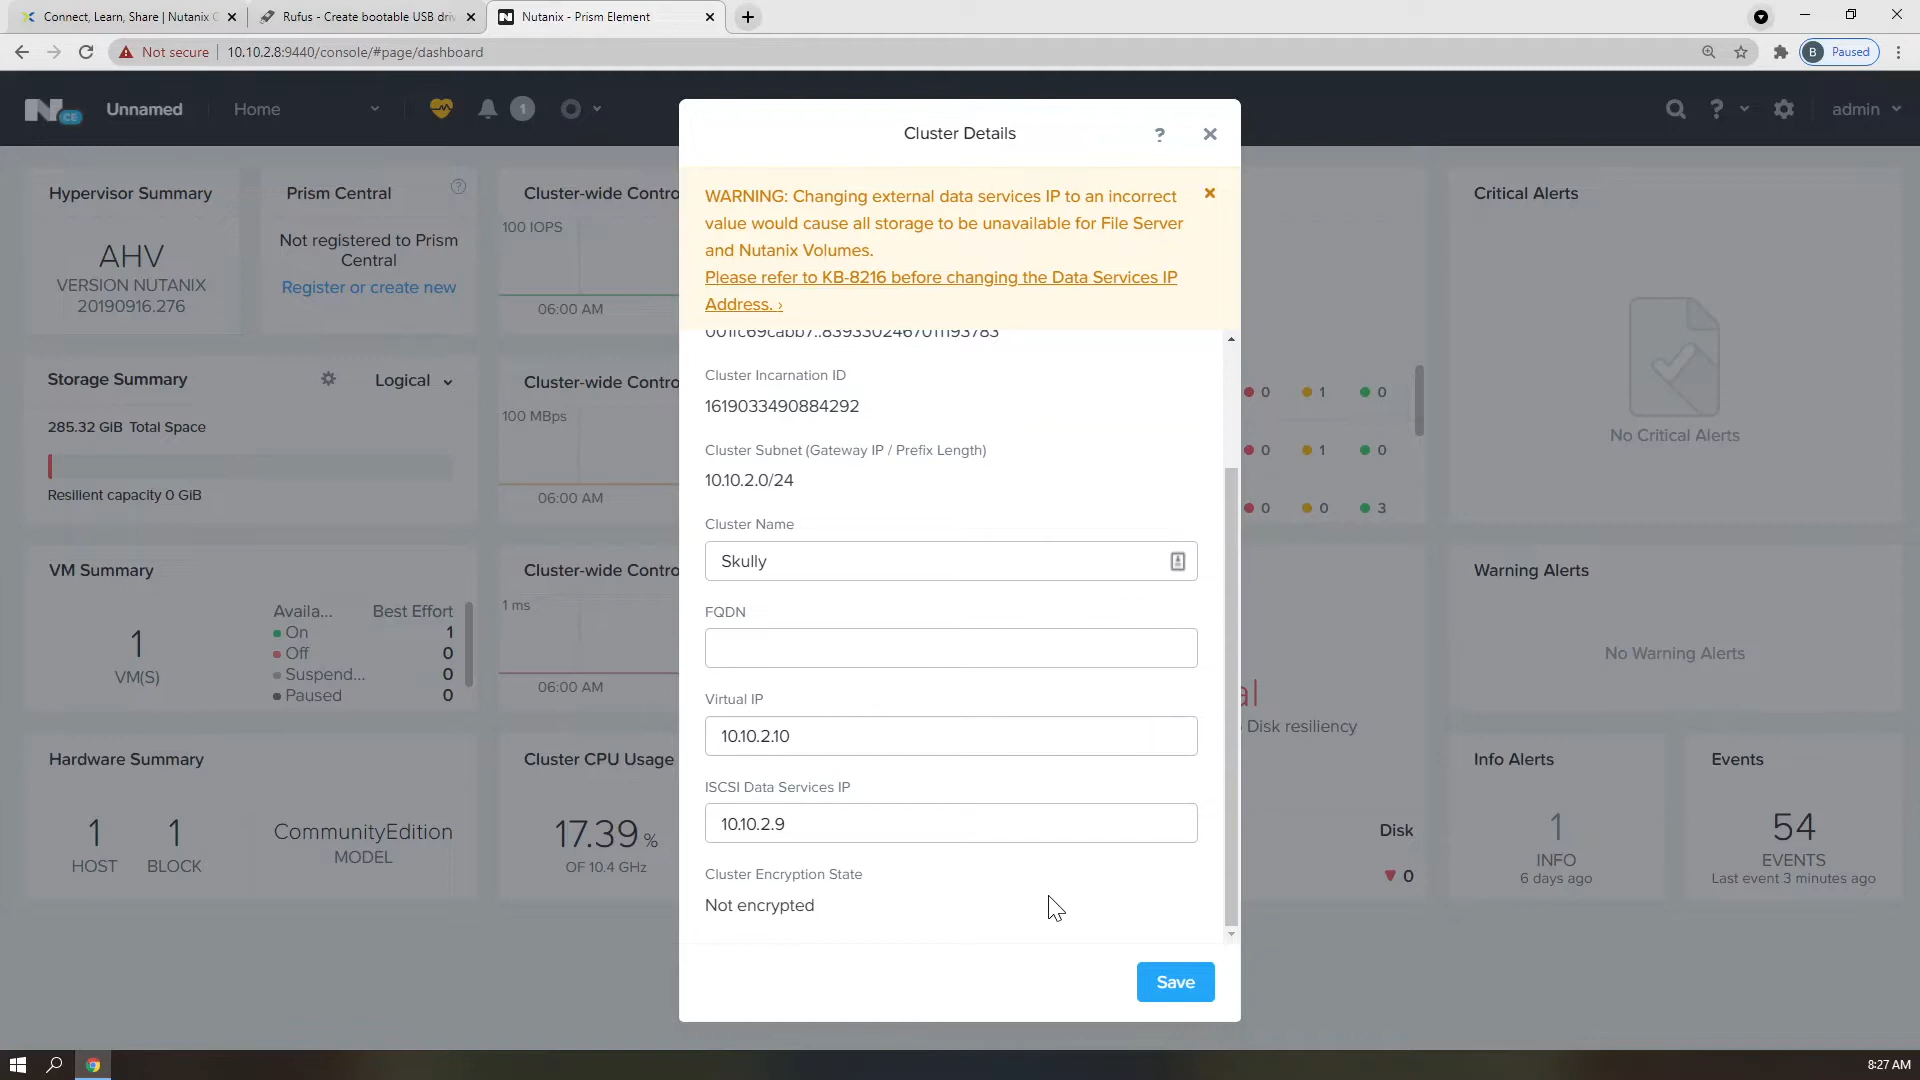 Connect, Learn, Share | Nutanix C
Rufus - Create bootable USB driv
Nutanix - Prism Element
Not secure
10.10.2.8:9440/console/#page/dashboard
B
Paused
CE
Unnamed
Home
1
?
admin
Cluster Details
?
WARNING: Changing external data services IP to an incorrect
value would cause all storage to be unavailable for File Server
and Nutanix Volumes.
Please refer to KB-8216 before changing the Data Services IP
Address. ›
Cluster Incarnation ID
1619033490884292
Cluster Subnet (Gateway IP / Prefix Length)
10.10.2.0/24
Cluster Name
Skully
FQDN
Virtual IP
10.10.2.10
ISCSI Data Services IP
10.10.2.9
Cluster Encryption State
Not encrypted
Save
Hypervisor Summary
AHV
VERSION NUTANIX
20190916.276
Prism Central
?
Not registered to Prism
Central
Register or create new
Storage Summary
Logical
285.32 GiB Total Space
Resilient capacity 0 GiB
VM Summary
1
VM(S)
Availa...
Best Effort
On
1
Off
0
Suspend...
0
Paused
0
Hardware Summary
1
HOST
1
BLOCK
CommunityEdition
MODEL
Cluster-wide Contro
100 IOPS
06:00 AM
Cluster-wide Contro
100 MBps
06:00 AM
Cluster-wide Contro
1 ms
06:00 AM
Cluster CPU Usage
17.39 %
OF 10.4 GHz
0 1 0
0 1 0
0 0 3
al
Disk resiliency
Disk
0
Critical Alerts
No Critical Alerts
Warning Alerts
No Warning Alerts
Info Alerts
1
INFO
6 days ago
Events
54
EVENTS
Last event 3 minutes ago
8:27 AM